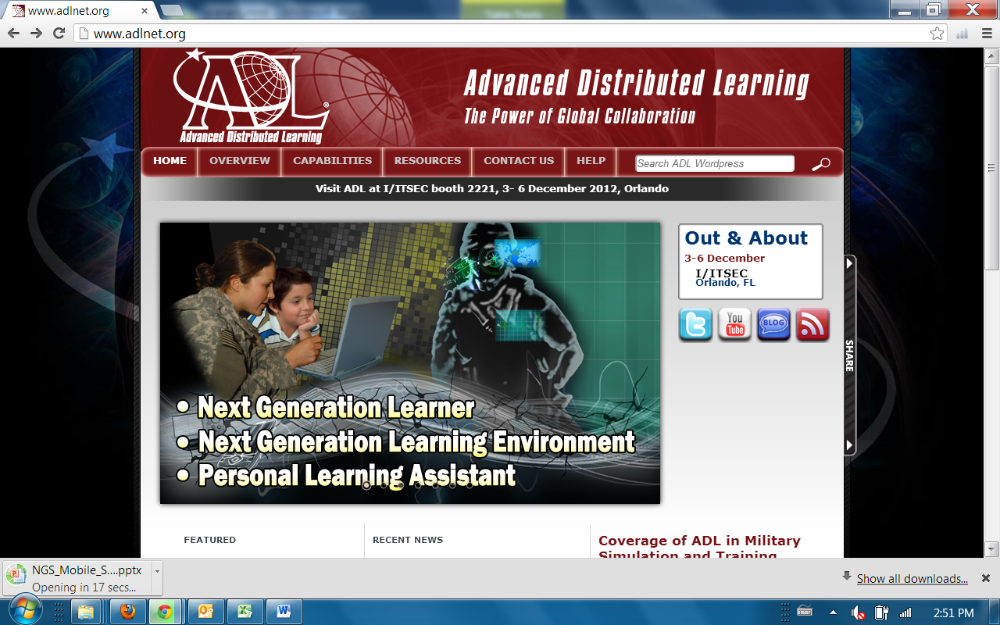 www.adlnet.org
www.adlnet.org
ADL®
Advanced Distributed Learning
Advanced Distributed Learning
The Power of Global Collaboration
HOME OVERVIEW CAPABILITIES RESOURCES CONTACT US HELP Search ADL Wordpress
Visit ADL at I/ITSEC booth 2221, 3- 6 December 2012, Orlando
• Next Generation Learner
• Next Generation Learning Environment
• Personal Learning Assistant
Out & About
3-6 December
I/ITSEC
Orlando, FL
You
Tube
BLOG
SHARE
FEATURED
RECENT NEWS
Coverage of ADL in Military
Simulation and Training
NGS_Mobile_S....pptx
Opening in 17 secs...
Show all downloads...
2:51 PM